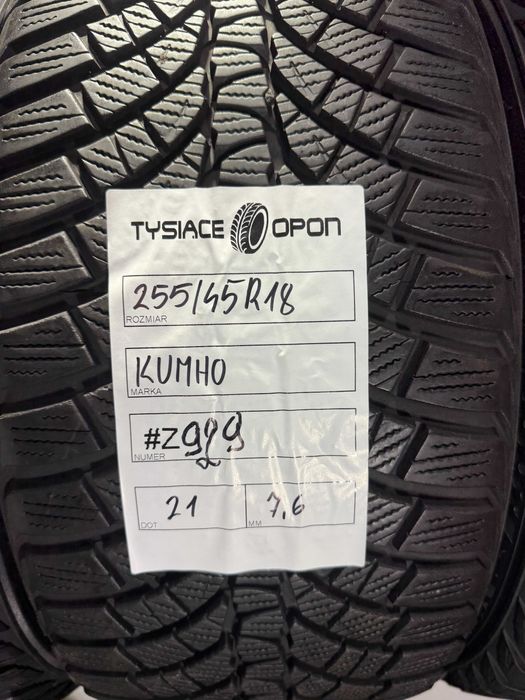 TYSIACE OPON
255/45R18
ROZMIAR
KUMHO
MARKA
#Z929
NUMER
21 7,6
DOT MM